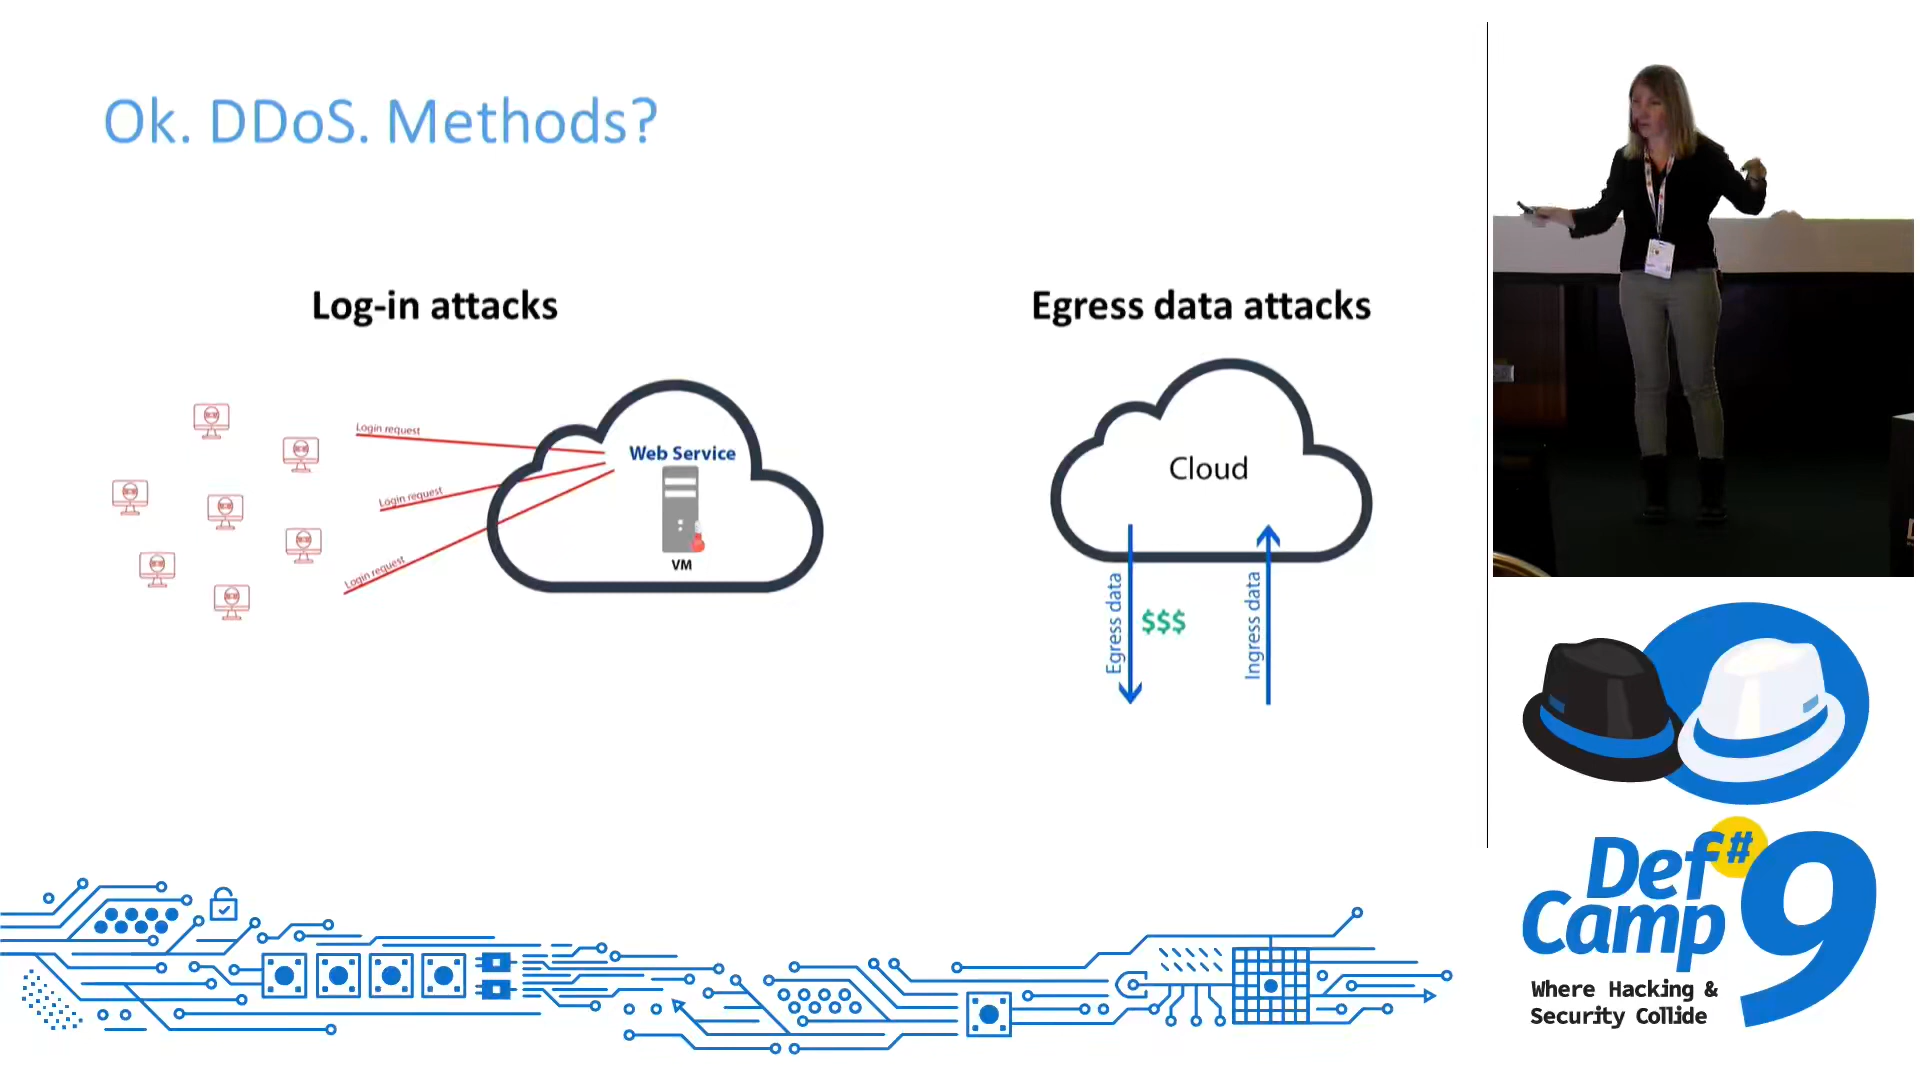 Ok. DDoS. Methods?
Log-in attacks
Login request
Login request
Login request
Web Service
VM
Egress data attacks
Cloud
Egress data
$$$
Ingress data
Def
#
Camp
9
Where Hacking &
Security Collide